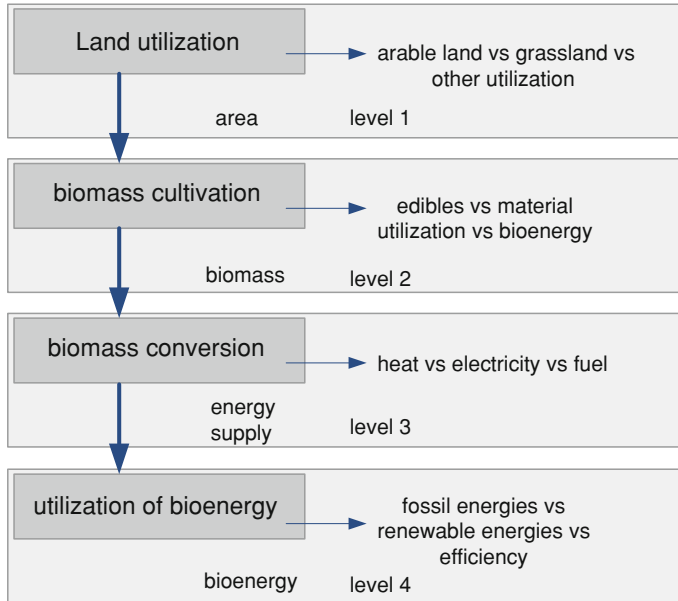 Land utilization
arable land vs grassland vs
other utilization
area
level 1
biomass cultivation
edibles vs material
utilization vs bioenergy
biomass
level 2
biomass conversion
heat vs electricity vs fuel
energy
supply
level 3
utilization of bioenergy
fossil energies vs
renewable energies vs
efficiency
bioenergy
level 4